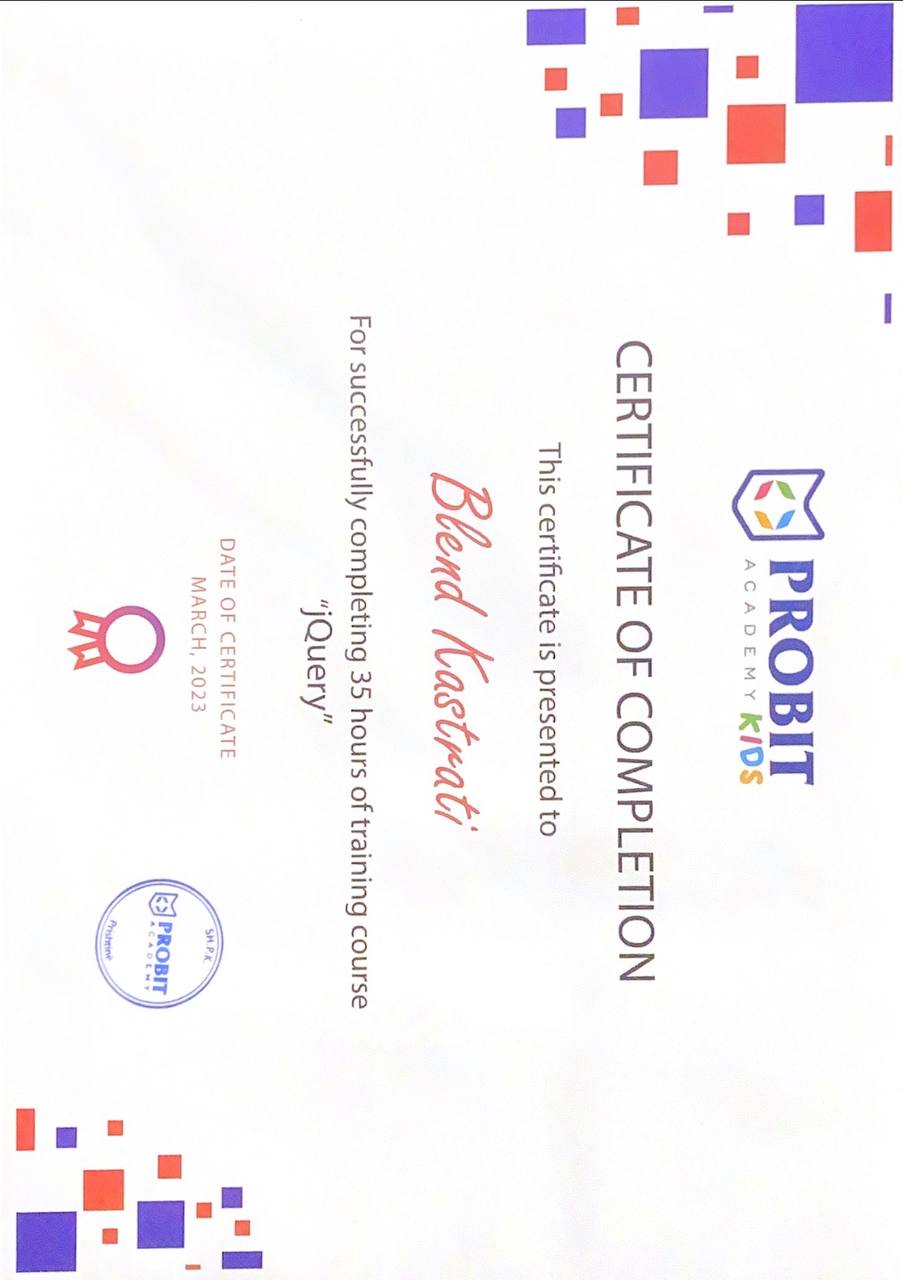 PROBIT
ACADEMY KIDS
CERTIFICATE OF COMPLETION
This certificate is presented to
Blend Kastrati
For successfully completing 35 hours of training course
“jQuery”
DATE OF CERTIFICATE
MARCH, 2023
SH.P.K.
PROBIT
ACADEMY
Prishtinë